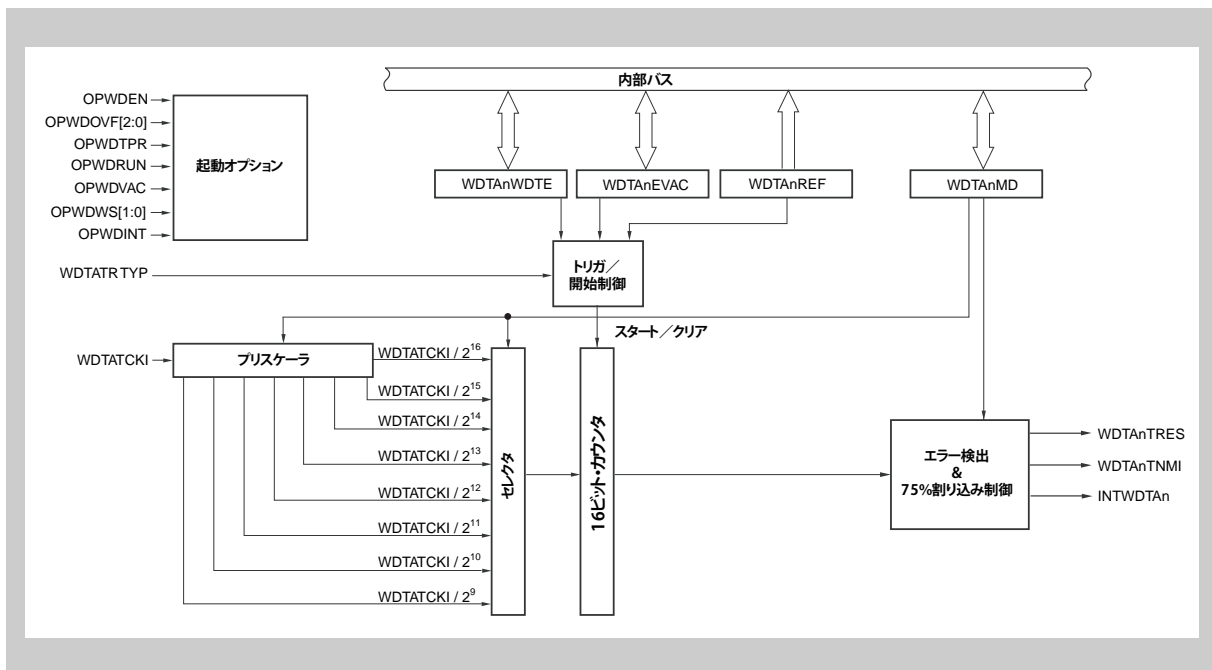 内部バス
OPWDEN
OPWDOVF[2:0]
OPWDTPR
OPWDRUN
OPWDVAC
OPWDWS[1:0]
OPWDINT
起動オプション
WDTAnWDTE
WDTAnEVAC
WDTAnREF
WDTAnMD
WDTATRTYP
トリガ／
開始制御
スタート／クリア
WDTATCKI
プリスケーラ
WDTATCKI / 2^16
WDTATCKI / 2^15
WDTATCKI / 2^14
WDTATCKI / 2^13
WDTATCKI / 2^12
WDTATCKI / 2^11
WDTATCKI / 2^10
WDTATCKI / 2^9
セレクタ
16ビット・カウンタ
エラー検出
&
75%割り込み制御
WDTAnTRES
WDTAnTNMI
INTWDTAn